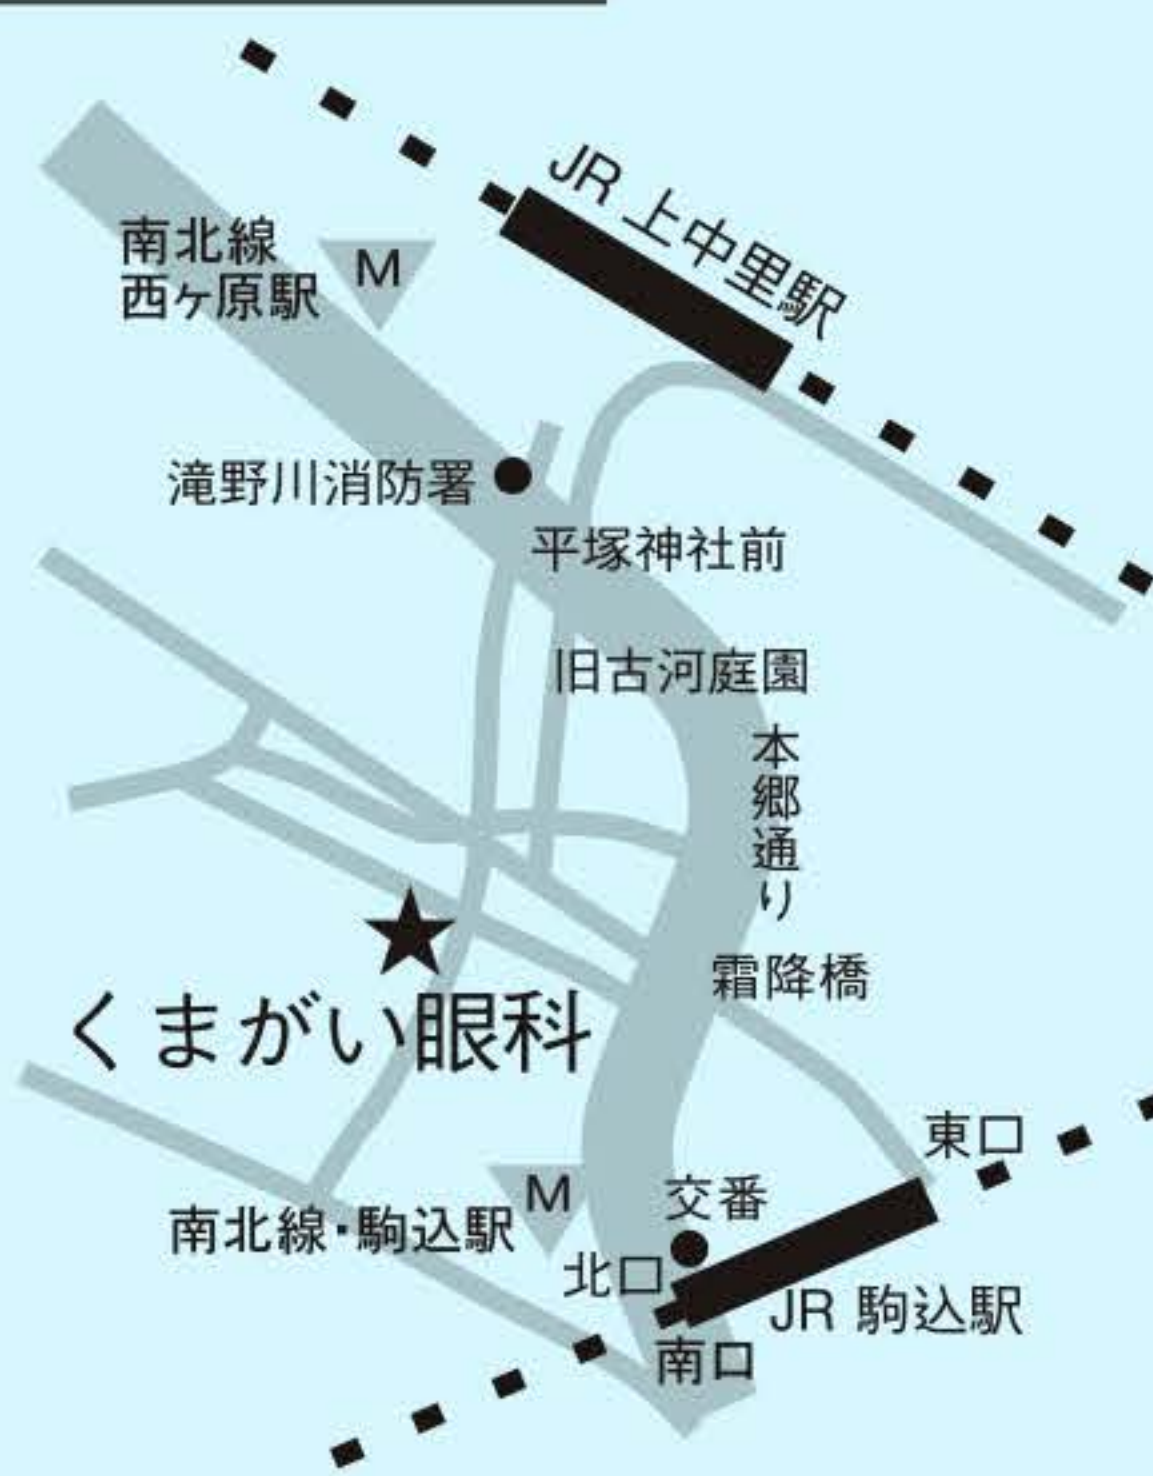 JR 上中里駅
南北線
西ヶ原駅
M
滝野川消防署
平塚神社前
旧古河庭園
本郷通り
霜降橋
くまがい眼科
東口
M
交番
南北線・駒込駅
北口
JR 駒込駅
南口